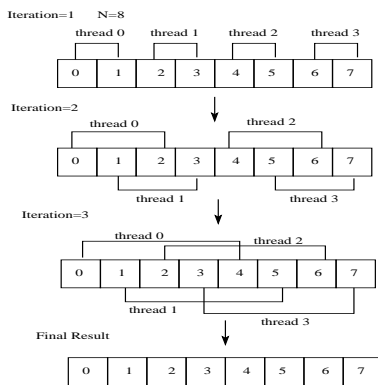 Iteration=1 N=8
thread 0 thread 1 thread 2 thread 3
0 1 2 3 4 5 6 7
Iteration=2
thread 0 thread 2
0 1 2 3 4 5 6 7
thread 1 thread 3
Iteration=3
thread 0 thread 2
0 1 2 3 4 5 6 7
thread 1 thread 3
Final Result
0 1 2 3 4 5 6 7